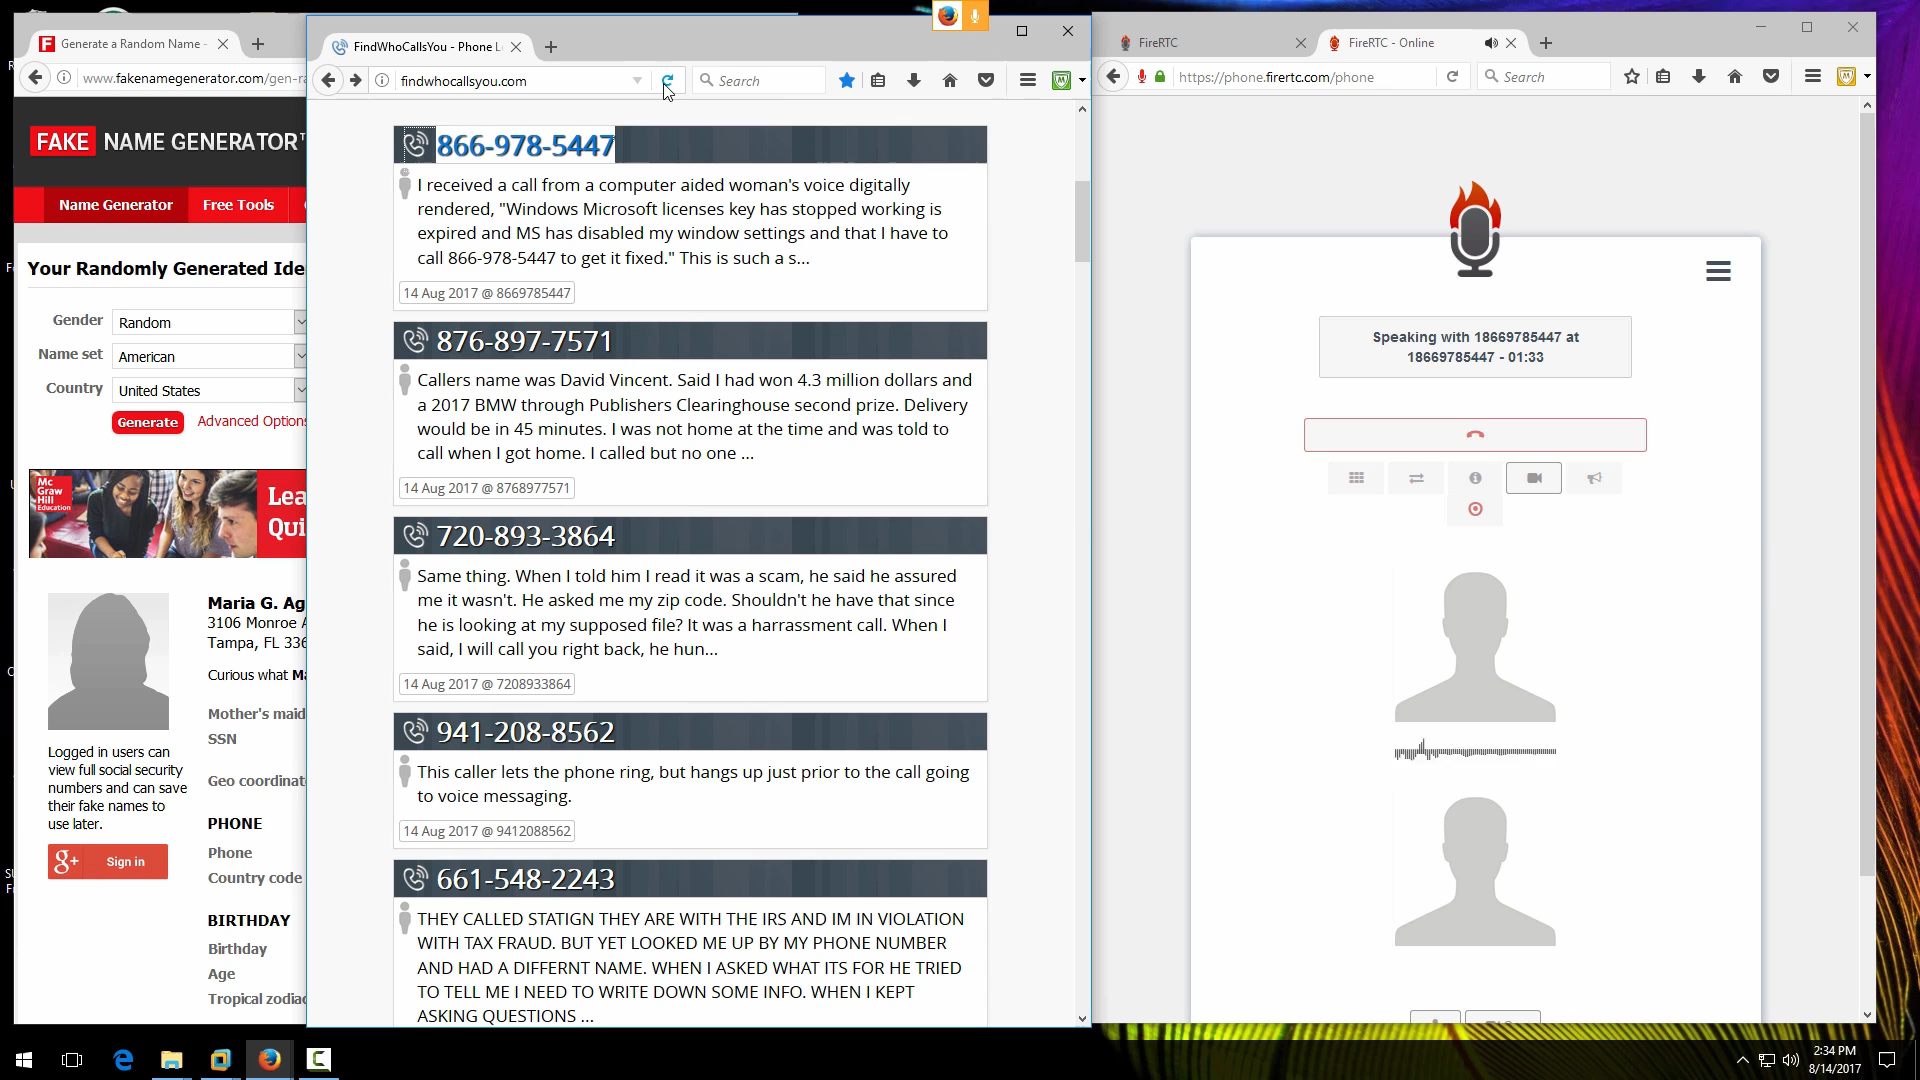 Generate a Random Name -
www.fakenamegenerator.com/gen-ra
FAKE NAME GENERATOR
Name Generator
Free Tools
Your Randomly Generated Ide
Gender
Random
Name set
American
Country
United States
Generate
Advanced Options
Mc
Graw
Hill
Education
Lea
Qui
Maria G. Ag
3106 Monroe A
Tampa, FL 336
Curious what Ma
Mother's maid
SSN
Geo coordinat
Logged in users can
view full social security
numbers and can save
their fake names to
use later.
g+ Sign in
PHONE
Phone
Country code
BIRTHDAY
Birthday
Age
Tropical zodiac
FindWhoCallsYou - Phone L
findwhocallsyou.com
Search
866-978-5447
I received a call from a computer aided woman's voice digitally
rendered, "Windows Microsoft licenses key has stopped working is
expired and MS has disabled my window settings and that I have to
call 866-978-5447 to get it fixed." This is such a s...
14 Aug 2017 @ 8669785447
876-897-7571
Callers name was David Vincent. Said I had won 4.3 million dollars and
a 2017 BMW through Publishers Clearinghouse second prize. Delivery
would be in 45 minutes. I was not home at the time and was told to
call when I got home. I called but no one ...
14 Aug 2017 @ 8768977571
720-893-3864
Same thing. When I told him I read it was a scam, he said he assured
me it wasn't. He asked me my zip code. Shouldn't he have that since
he is looking at my supposed file? It was a harrassment call. When I
said, I will call you right back, he hun...
14 Aug 2017 @ 7208933864
941-208-8562
This caller lets the phone ring, but hangs up just prior to the call going
to voice messaging.
14 Aug 2017 @ 9412088562
661-548-2243
THEY CALLED STATIGN THEY ARE WITH THE IRS AND IM IN VIOLATION
WITH TAX FRAUD. BUT YET LOOKED ME UP BY MY PHONE NUMBER
AND HAD A DIFFERNT NAME. WHEN I ASKED WHAT ITS FOR HE TRIED
TO TELL ME I NEED TO WRITE DOWN SOME INFO. WHEN I KEPT
ASKING QUESTIONS ...
FireRTC
FireRTC - Online
https://phone.firertc.com/phone
Search
Speaking with 18669785447 at
18669785447 - 01:33
2:34 PM
8/14/2017